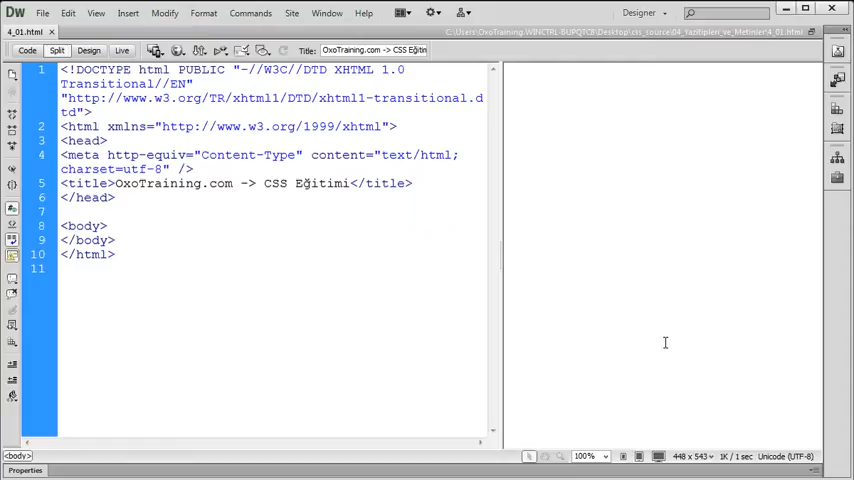 Dw File Edit View Insert Modify Format Commands Site Window Help Designer
4_01.html
Code Split Design Live Title: OxoTraining.com -> CSS Eğitin
1 <!DOCTYPE html PUBLIC "-//W3C//DTD XHTML 1.0
Transitional//EN"
"http://www.w3.org/TR/xhtml1/DTD/xhtml1-transitional.d
td">
2 <html xmlns="http://www.w3.org/1999/xhtml">
3 <head>
4 <meta http-equiv="Content-Type" content="text/html;
charset=utf-8" />
5 <title>OxoTraining.com -> CSS Eğitimi</title>
6 </head>
7
8 <body>
9 </body>
10 </html>
11
<body> 100% 448 x 543 1K / 1 sec Unicode (UTF-8)
Properties